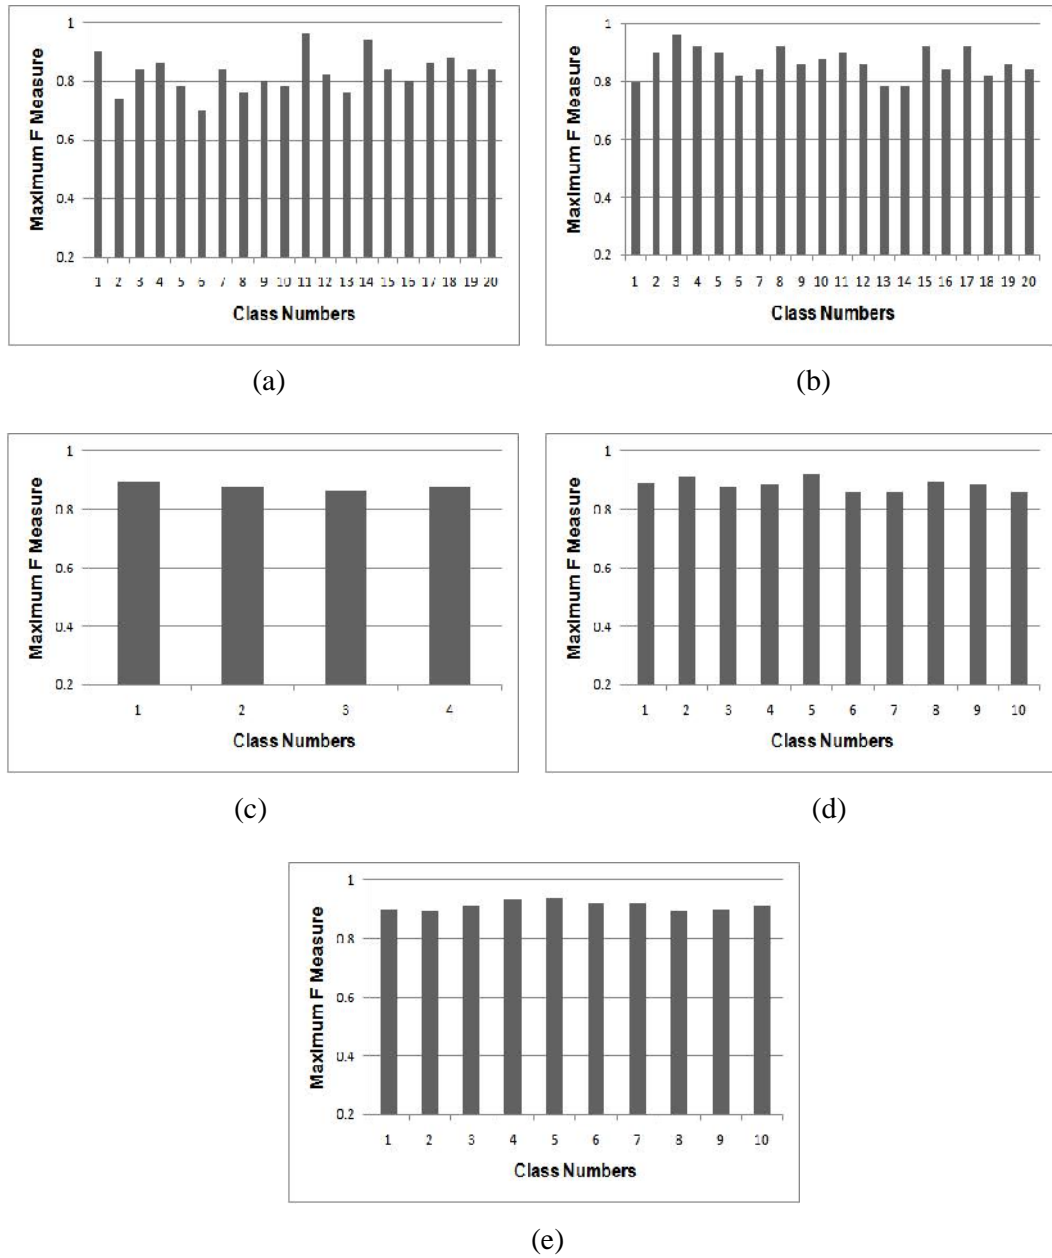 1
0.8
0.6
0.4
0.2
Maximum F Measure
1 2 3 4 5 6 7 8 9 10 11 12 13 14 15 16 17 18 19 20
Class Numbers
(a)
1
0.8
0.6
0.4
0.2
Maximum F Measure
1 2 3 4 5 6 7 8 9 10 11 12 13 14 15 16 17 18 19 20
Class Numbers
(b)
1
0.8
0.6
0.4
0.2
Maximum F Measure
1 2 3 4
Class Numbers
(c)
1
0.8
0.6
0.4
0.2
Maximum F Measure
1 2 3 4 5 6 7 8 9 10
Class Numbers
(d)
1
0.8
0.6
0.4
0.2
Maximum F Measure
1 2 3 4 5 6 7 8 9 10
Class Numbers
(e)